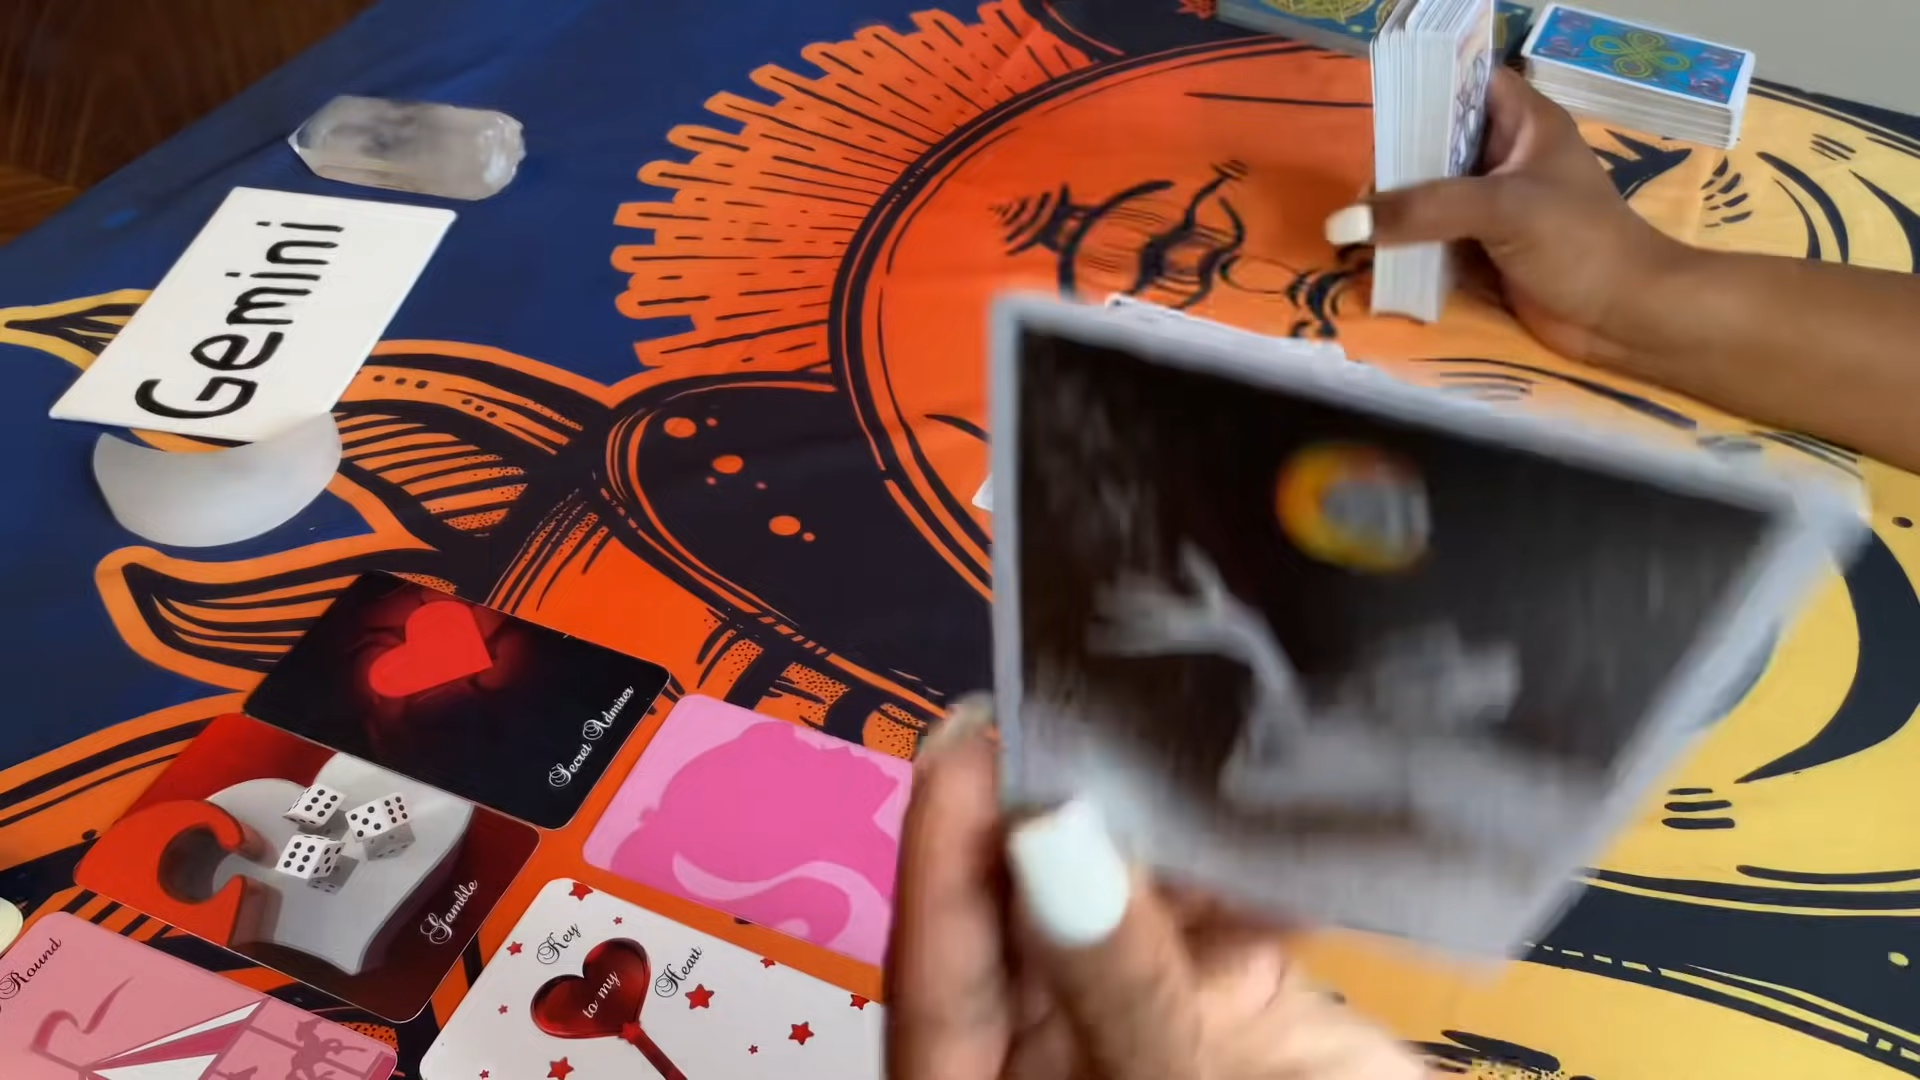 Gemini
Secret Admirer
Gamble
Round
Key
to my
Heart